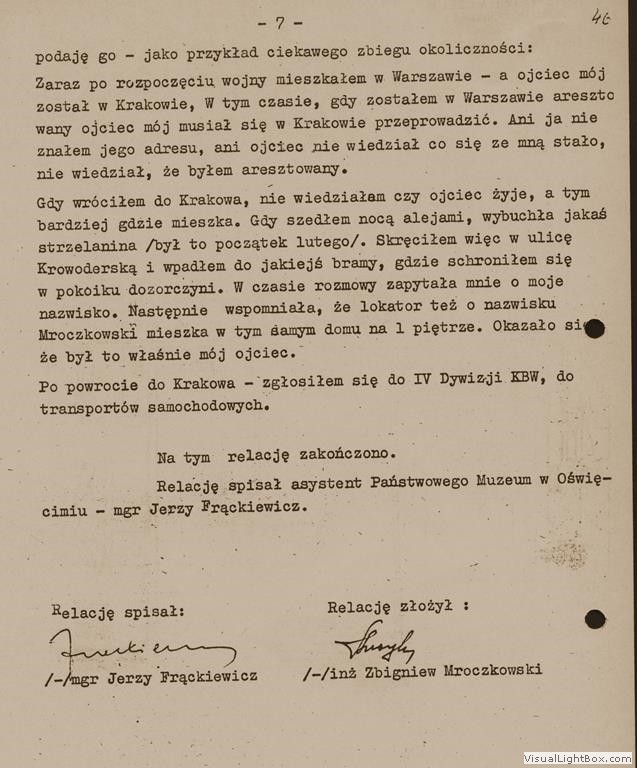 - 7 -
46
podaję go - jako przykład ciekawego zbiegu okoliczności:
Zaraz po rozpoczęciu wojny mieszkałem w Warszawie - a ojciec mój
został w Krakowie, W tym czasie, gdy zostałem w Warszawie areszto
wany ojciec mój musiał się w Krakowie przeprowadzić. Ani ja nie
znałem jego adresu, ani ojciec nie wiedział co się ze mną stało,
nie wiedział, że byłem aresztowany.
Gdy wróciłem do Krakowa, nie wiedziałem czy ojciec żyje, a tym
bardziej gdzie mieszka. Gdy szedłem nocą alejami, wybuchła jakaś
strzelanina /był to początek lutego/. Skręciłem więc w ulicę
Krowoderską i wpadłem do jakiejś bramy, gdzie schroniłem się
w pokoiku dozorczyni. W czasie rozmowy zapytała mnie o moje
nazwisko. Następnie wspomniała, że lokator też o nazwisku
Mroczkowski mieszka w tym samym domu na 1 piętrze. Okazało się
że był to właśnie mój ojciec.
Po powrocie do Krakowa - zgłosiłem się do IV Dywizji KBW, do
transportów samochodowych.
Na tym relację zakończono.
Relację spisał asystent Państwowego Muzeum w Oświę-
cimiu - mgr Jerzy Frąckiewicz.
Relację spisał:
Relację złożył :
/-/mgr Jerzy Frąckiewicz
/-/inż Zbigniew Mroczkowski
VisualLightBox.com